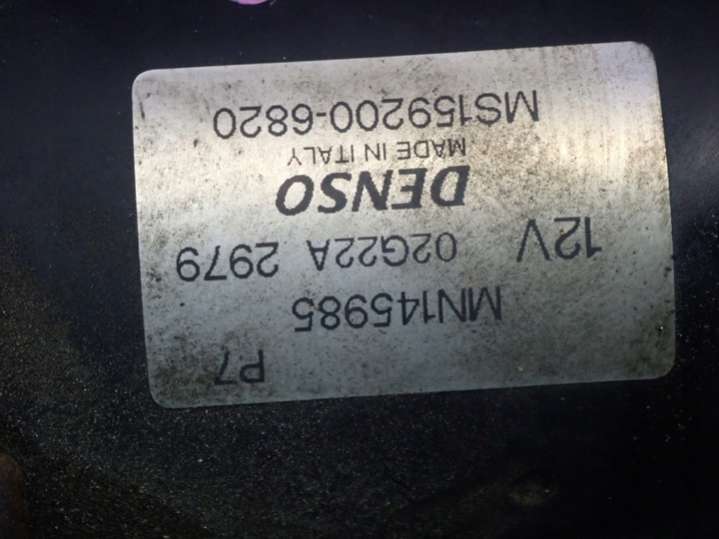 P7
MN145985
12V 02G22A 2979
DENSO
MADE IN ITALY
MS159200-6820